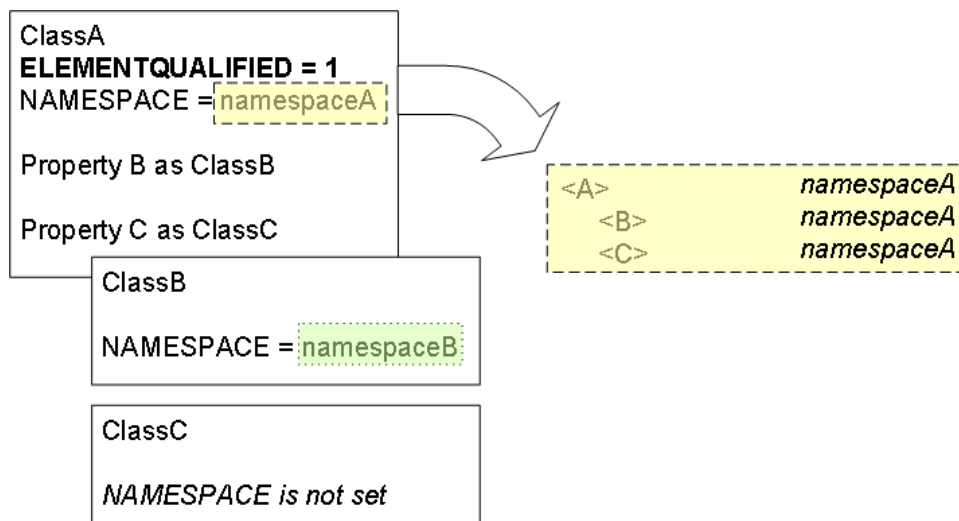 ClassA
ELEMENTQUALIFIED = 1
NAMESPACE = namespaceA
Property B as ClassB
Property C as ClassC
ClassB
NAMESPACE = namespaceB
ClassC
NAMESPACE is not set
<A> namespaceA
<B> namespaceA
<C> namespaceA